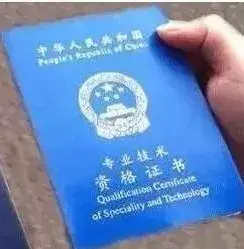 中华人民共和国
People's Republic of China
专业技术
资格证书
Qualification Certificate
of Speciality and Technology